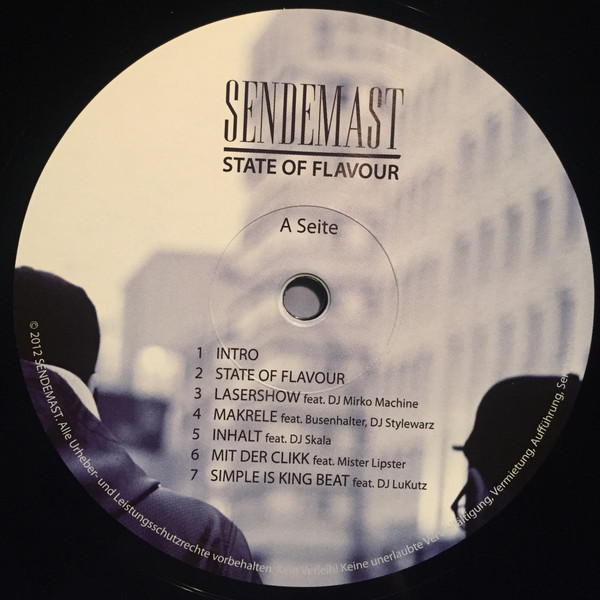 SENDEMAST
STATE OF FLAVOUR
A Seite
1 INTRO
2 STATE OF FLAVOUR
3 LASERSHOW feat. DJ Mirko Machine
4 MAKRELE feat. Busenhalter, DJ Stylewarz
5 INHALT feat. DJ Skala
6 MIT DER CLIKK feat. Mister Lipster
7 SIMPLE IS KING BEAT feat. DJ LuKutz
© 2012 SENDEMAST. Alle Urheber- und Leistungsschutzrechte vorbehalten. Kein Verleih! Keine unerlaubte Vervielfältigung, Vermietung, Aufführung,